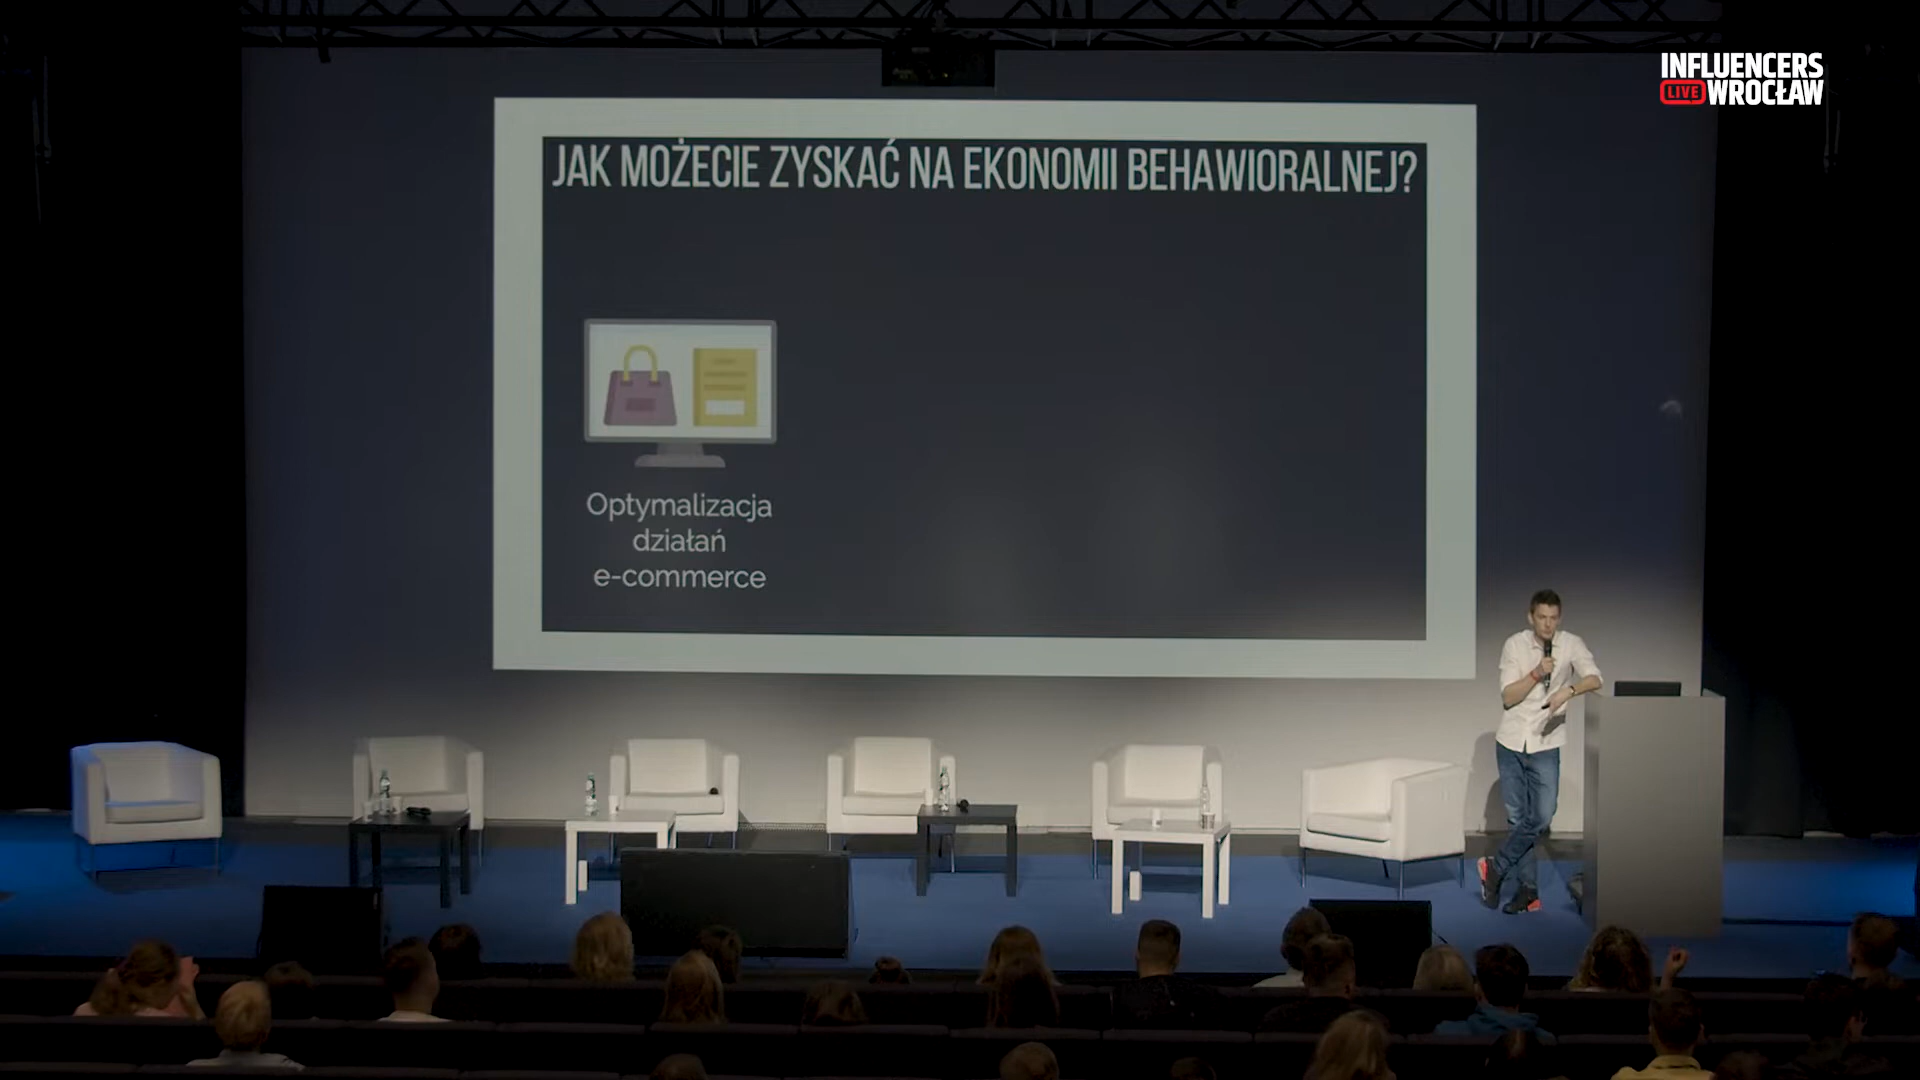 INFLUENCERS
LIVE WROCŁAW
JAK MOŻECIE ZYSKAĆ NA EKONOMII BEHAWIORALNEJ?
Optymalizacja
działań
e-commerce